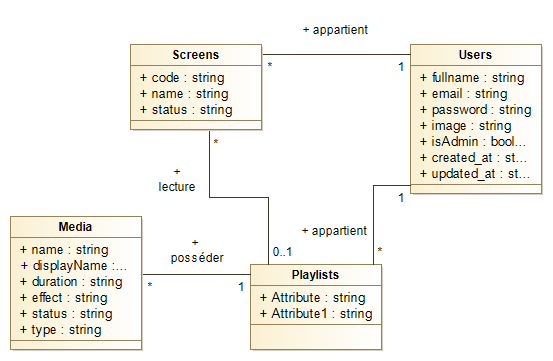 + appartient
Screens
+ code : string
+ name : string
+ status : string
*
1
Users
+ fullname : string
+ email : string
+ password : string
+ image : string
+ isAdmin : bool...
+ created_at : st...
+ updated_at : st...
*
+
lecture
0..1
1
+ appartient
*
Media
+ name : string
+ displayName :...
+ duration : string
+ effect : string
+ status : string
+ type : string
+
posséder
*
1
Playlists
+ Attribute : string
+ Attribute1 : string